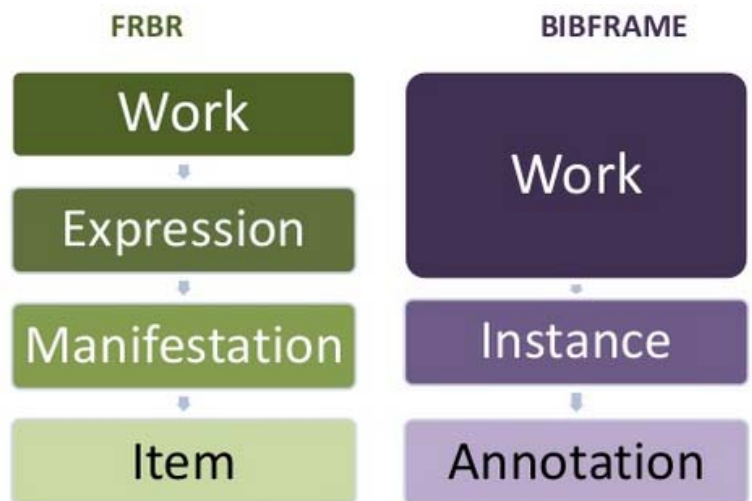 FRBR
Work
Expression
Manifestation
Item
BIBFRAME
Work
Instance
Annotation